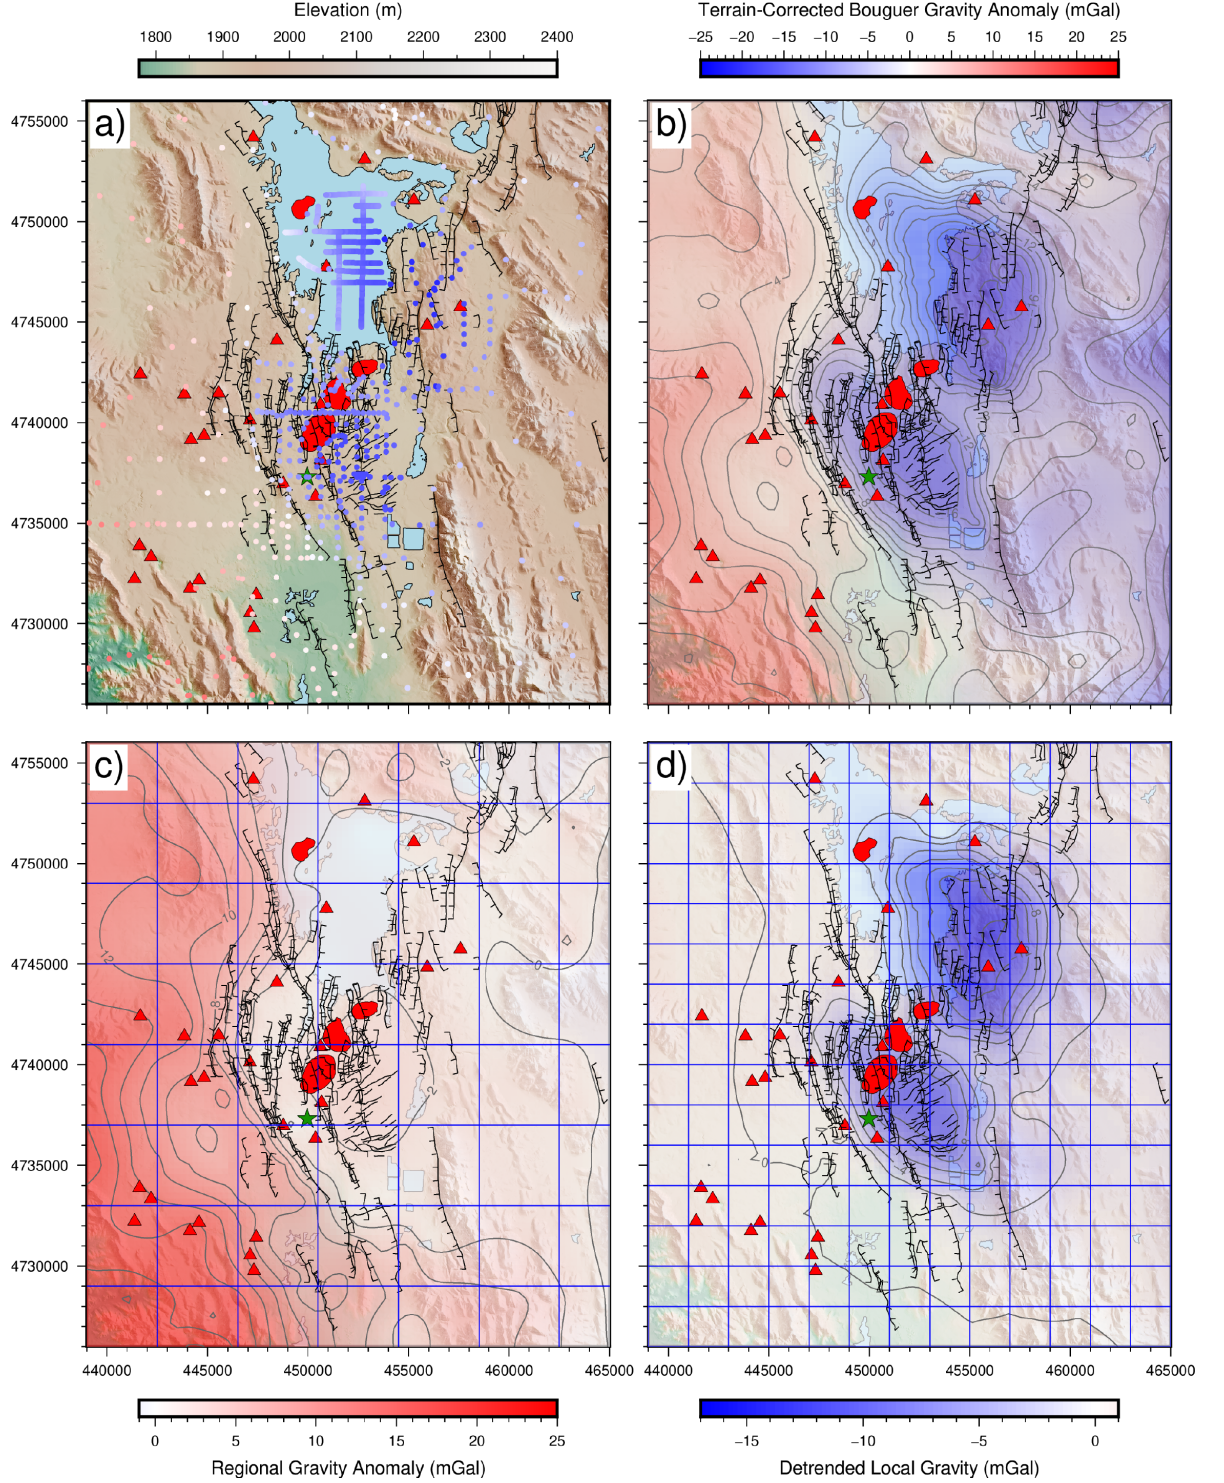 Elevation (m)
1800 1900 2000 2100 2200 2300 2400
Terrain-Corrected Bouguer Gravity Anomaly (mGal)
−25 −20 −15 −10 −5 0 5 10 15 20 25
a)
b)
4755000
4750000
4745000
4740000
4735000
4730000
c)
d)
4755000
4750000
4745000
4740000
4735000
4730000
440000 445000 450000 455000 460000 465000
440000 445000 450000 455000 460000 465000
0 5 10 15 20 25
Regional Gravity Anomaly (mGal)
−15 −10 −5 0
Detrended Local Gravity (mGal)